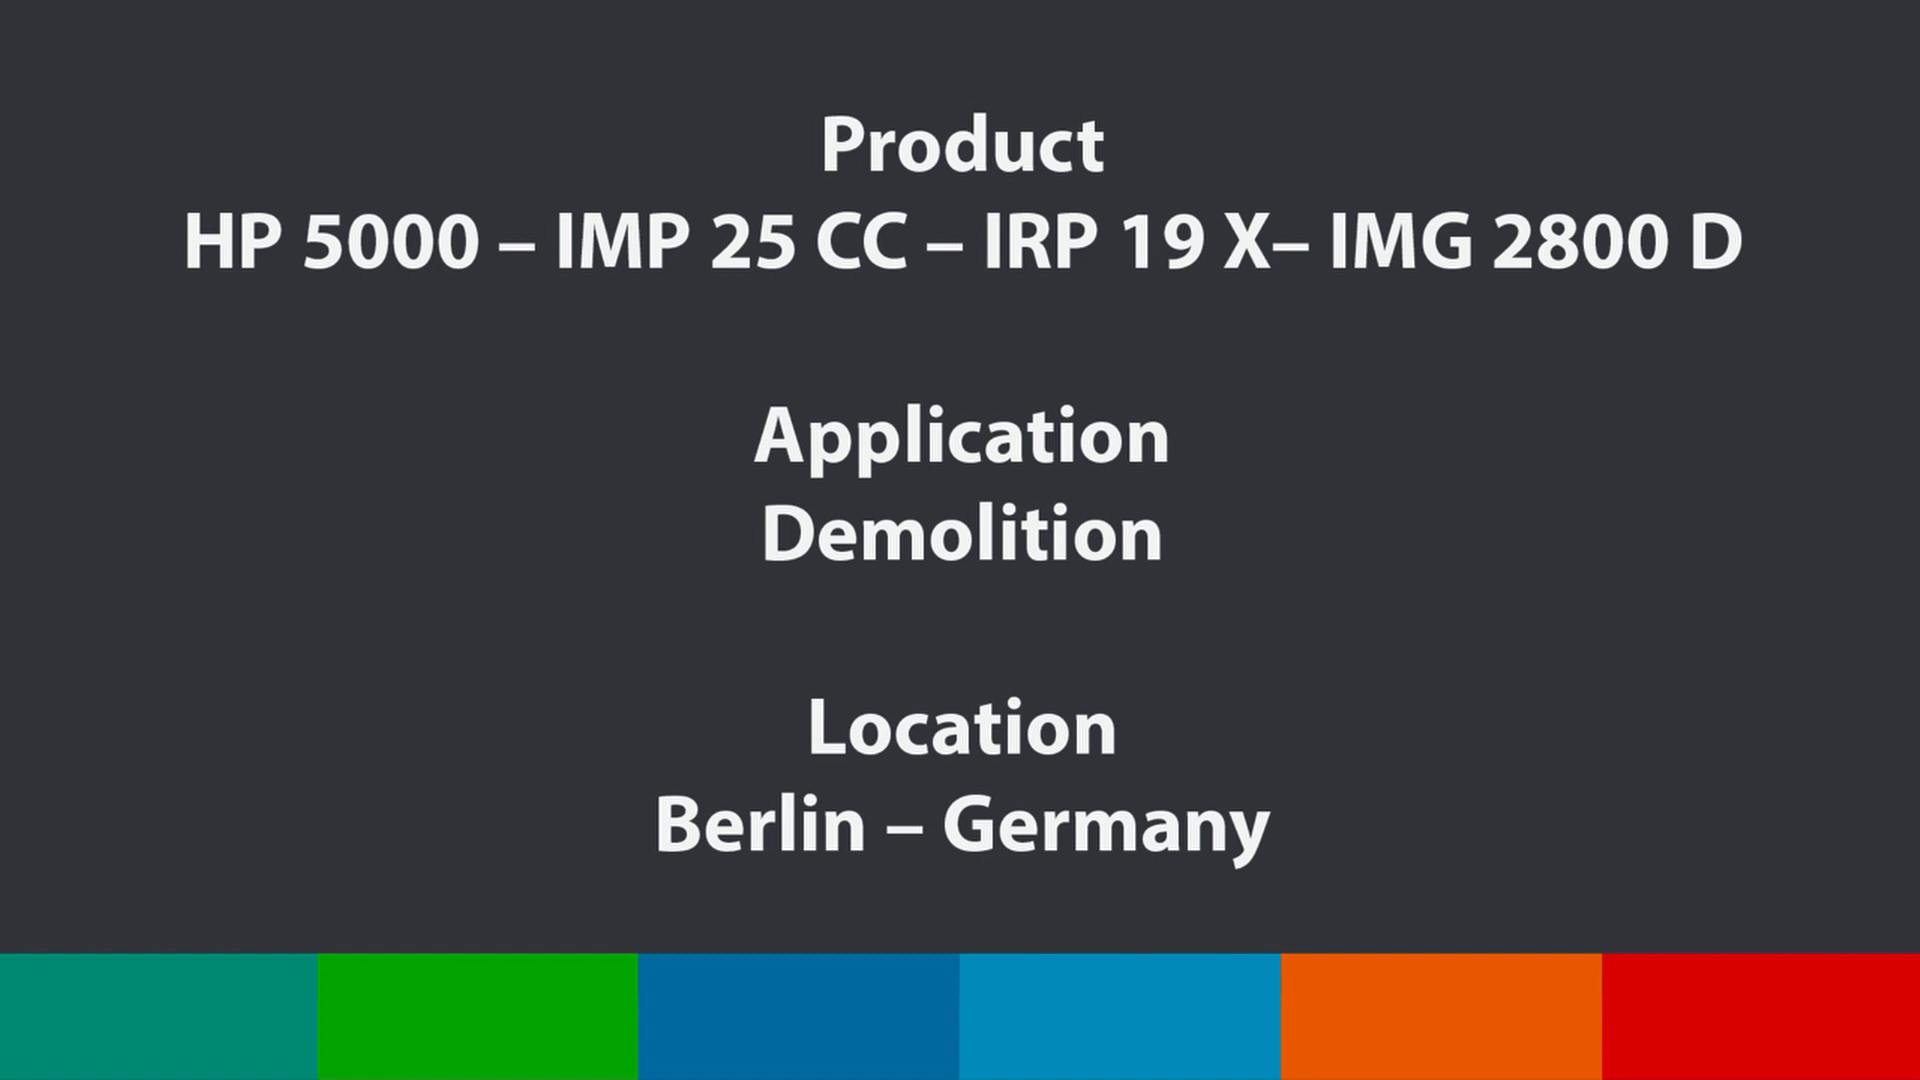 Product
HP 5000 – IMP 25 CC – IRP 19 X– IMG 2800 D
Application
Demolition
Location
Berlin – Germany